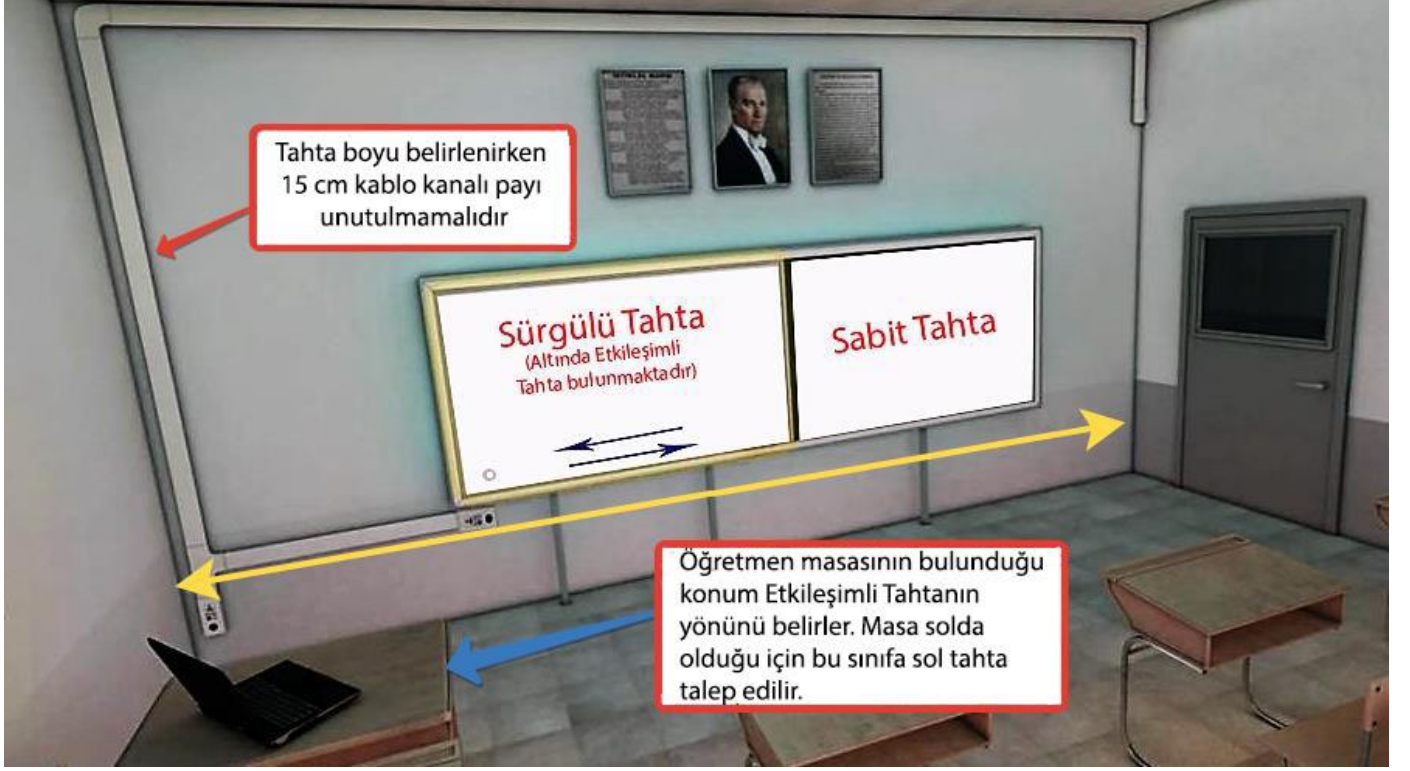 Tahta boyu belirlenirken
15 cm kablo kanalı payı
unutulmamalıdır
Sürgülü Tahta
(Altında Etkileşimli
Tahta bulunmaktadır)
Sabit Tahta
Öğretmen masasının bulunduğu
konum Etkileşimli Tahtanın
yönünü belirler. Masa solda
olduğu için bu sınıfa sol tahta
talep edilir.